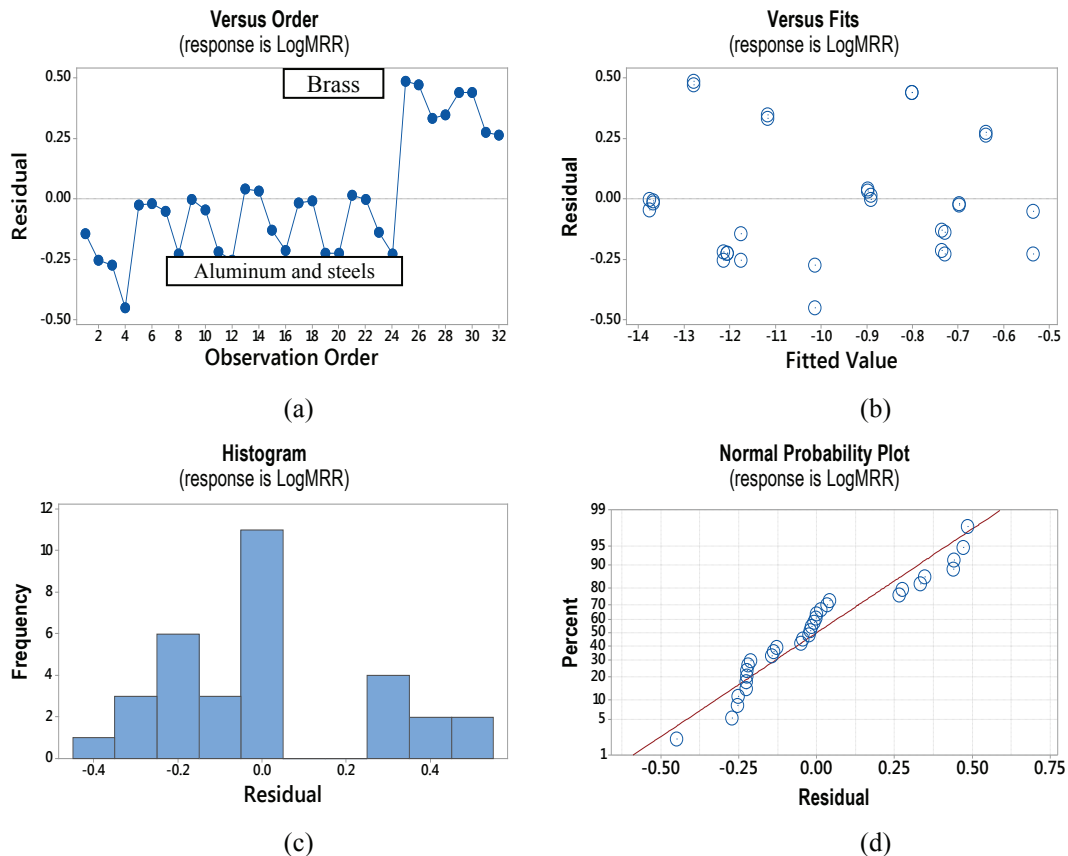 Versus Order
(response is LogMRR)
0.50
0.25
0.00
-0.25
-0.50
Residual
Brass
Aluminum and steels
2 4 6 8 10 12 14 16 18 20 22 24 26 28 30 32
Observation Order
(a)
Versus Fits
(response is LogMRR)
0.50
0.25
0.00
-0.25
-0.50
Residual
-1.4 -1.3 -1.2 -1.1 -1.0 -0.9 -0.8 -0.7 -0.6 -0.5
Fitted Value
(b)
Histogram
(response is LogMRR)
12
10
8
6
4
2
0
Frequency
-0.4 -0.2 0.0 0.2 0.4
Residual
(c)
Normal Probability Plot
(response is LogMRR)
99
95
90
80
70
60
50
40
30
20
10
5
1
Percent
-0.50 -0.25 0.00 0.25 0.50 0.75
Residual
(d)